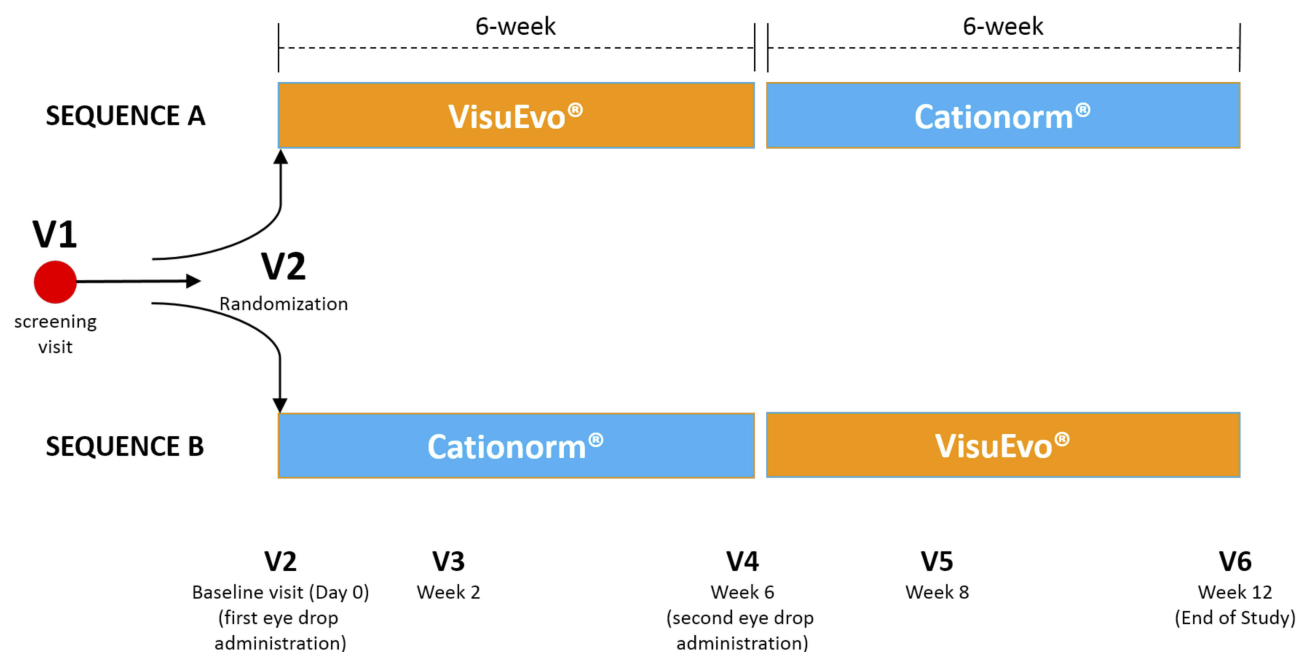 6-week
6-week
SEQUENCE A
VisuEvo®
Cationorm®
V1
screening
visit
V2
Randomization
SEQUENCE B
Cationorm®
VisuEvo®
V2
Baseline visit (Day 0)
(first eye drop
administration)
V3
Week 2
V4
Week 6
(second eye drop
administration)
V5
Week 8
V6
Week 12
(End of Study)